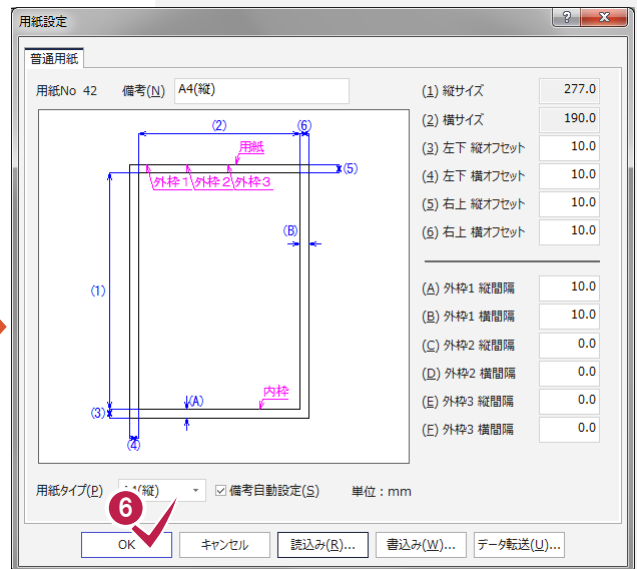 用紙設定
普通用紙
用紙No 42 備考(N) A4(縦)
(1) 縦サイズ 277.0
(2) 横サイズ 190.0
(3) 左下 縦オフセット 10.0
(4) 左下 横オフセット 10.0
(5) 右上 縦オフセット 10.0
(6) 右上 横オフセット 10.0
(A) 外枠1 縦間隔 10.0
(B) 外枠1 横間隔 10.0
(C) 外枠2 縦間隔 0.0
(D) 外枠2 横間隔 0.0
(E) 外枠3 縦間隔 0.0
(F) 外枠3 横間隔 0.0
(2) (6)
用紙
(5)
外枠1 外枠2 外枠3
(B)
(1)
内枠
(A)
(3)
(4)
用紙タイプ(P) A4(縦) 備考自動設定(S) 単位:mm
6
OK キャンセル 読込み(R)... 書込み(W)... データ転送(U)...